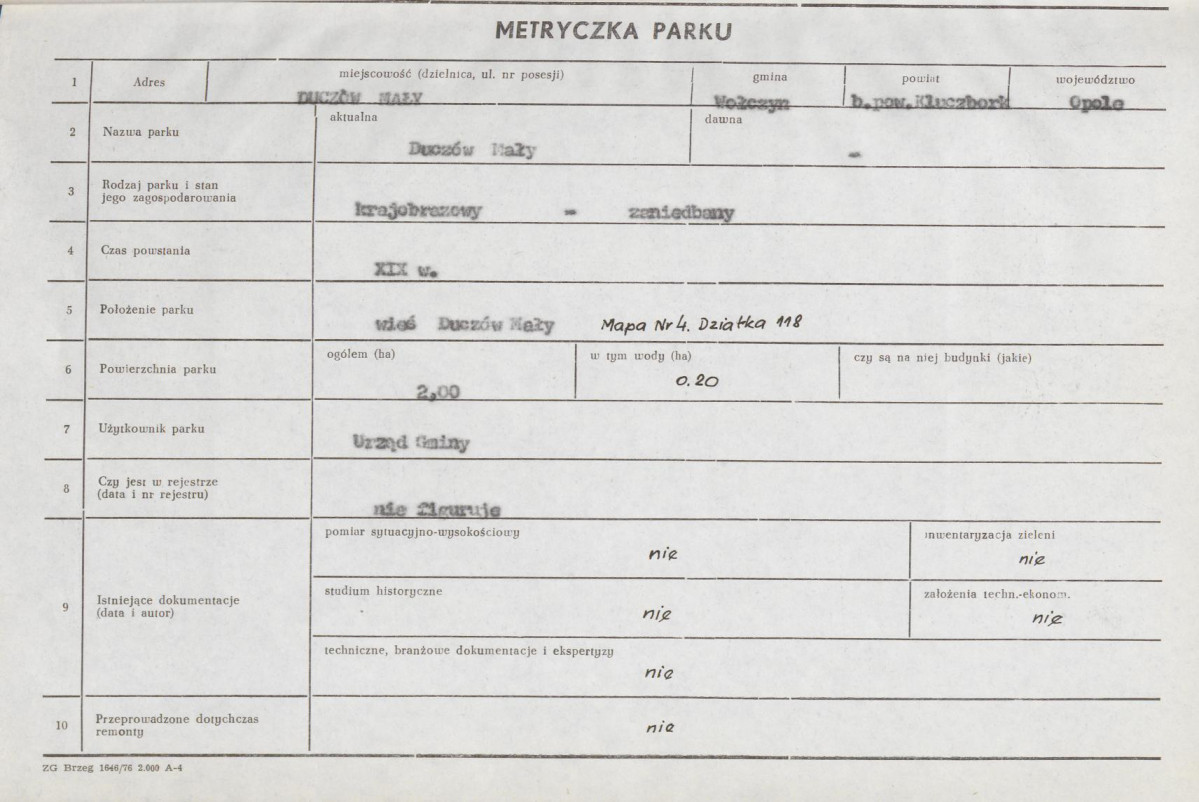 METRYCZKA PARKU
1 Adres miejscowość (dzielnica, ul. nr posesji) gmina powiat województwo
DUCZÓW MAŁY Wołczyn b.pow.Kluczbork Opole
2 Nazwa parku aktualna dawna
Duczów Mały -
3 Rodzaj parku i stan
jego zagospodarowania
krajobrazowy - zaniedbany
4 Czas powstania
XIX w.
5 Położenie parku
wieś Duczów Mały Mapa Nr 4. Działka 118
6 Powierzchnia parku ogółem (ha) w tym wody (ha) czy są na niej budynki (jakie)
2,00 0.20
7 Użytkownik parku
Urząd Gminy
8 Czy jest w rejestrze
(data i nr rejestru)
nie figuruje
9 Istniejące dokumentacje
(data i autor)
pomiar sytuacyjno-wysokościowy inwentaryzacja zieleni
nie nie
studium historyczne założenia techn.-ekonom.
nie nie
techniczne, branżowe dokumentacje i ekspertyzy
nie
10 Przeprowadzone dotychczas
remonty
nie
ZG Brzeg 1646/76 2.000 A-4